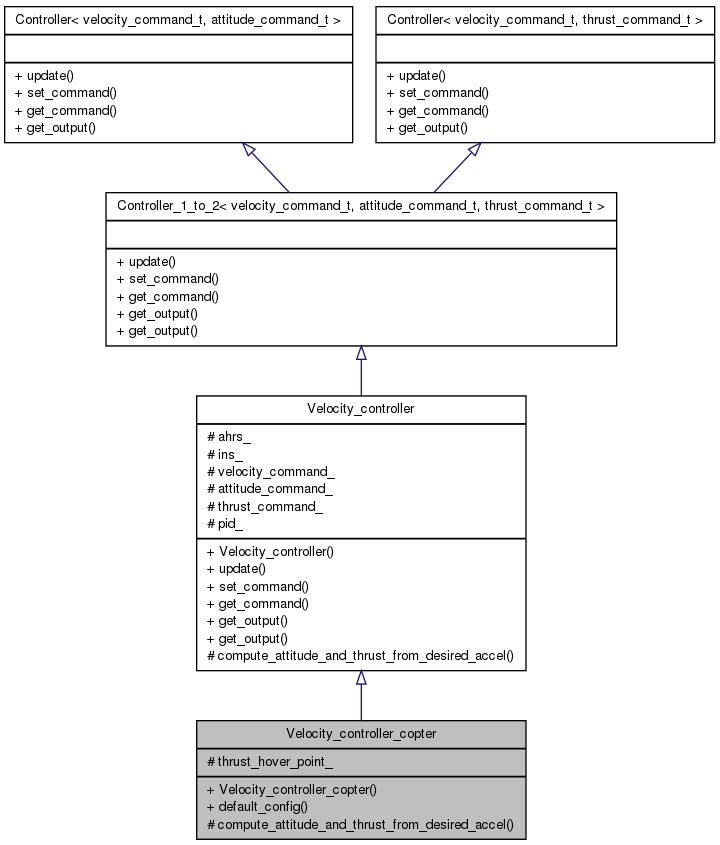 Controller< velocity_command_t, attitude_command_t >
+ update()
+ set_command()
+ get_command()
+ get_output()
Controller< velocity_command_t, thrust_command_t >
+ update()
+ set_command()
+ get_command()
+ get_output()
Controller_1_to_2< velocity_command_t, attitude_command_t, thrust_command_t >
+ update()
+ set_command()
+ get_command()
+ get_output()
+ get_output()
Velocity_controller
# ahrs_
# ins_
# velocity_command_
# attitude_command_
# thrust_command_
# pid_
+ Velocity_controller()
+ update()
+ set_command()
+ get_command()
+ get_output()
+ get_output()
# compute_attitude_and_thrust_from_desired_accel()
Velocity_controller_copter
# thrust_hover_point_
+ Velocity_controller_copter()
+ default_config()
# compute_attitude_and_thrust_from_desired_accel()